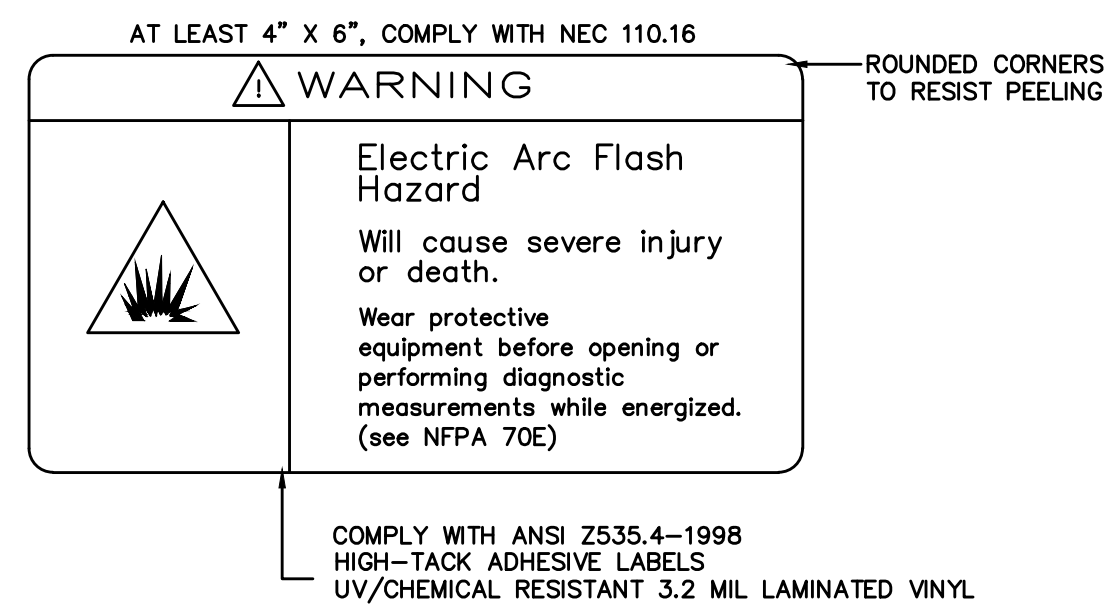 AT LEAST 4" X 6", COMPLY WITH NEC 110.16
! WARNING
ROUNDED CORNERS
TO RESIST PEELING
Electric Arc Flash
Hazard
Will cause severe injury
or death.
Wear protective
equipment before opening or
performing diagnostic
measurements while energized.
(see NFPA 70E)
COMPLY WITH ANSI Z535.4-1998
HIGH-TACK ADHESIVE LABELS
UV/CHEMICAL RESISTANT 3.2 MIL LAMINATED VINYL